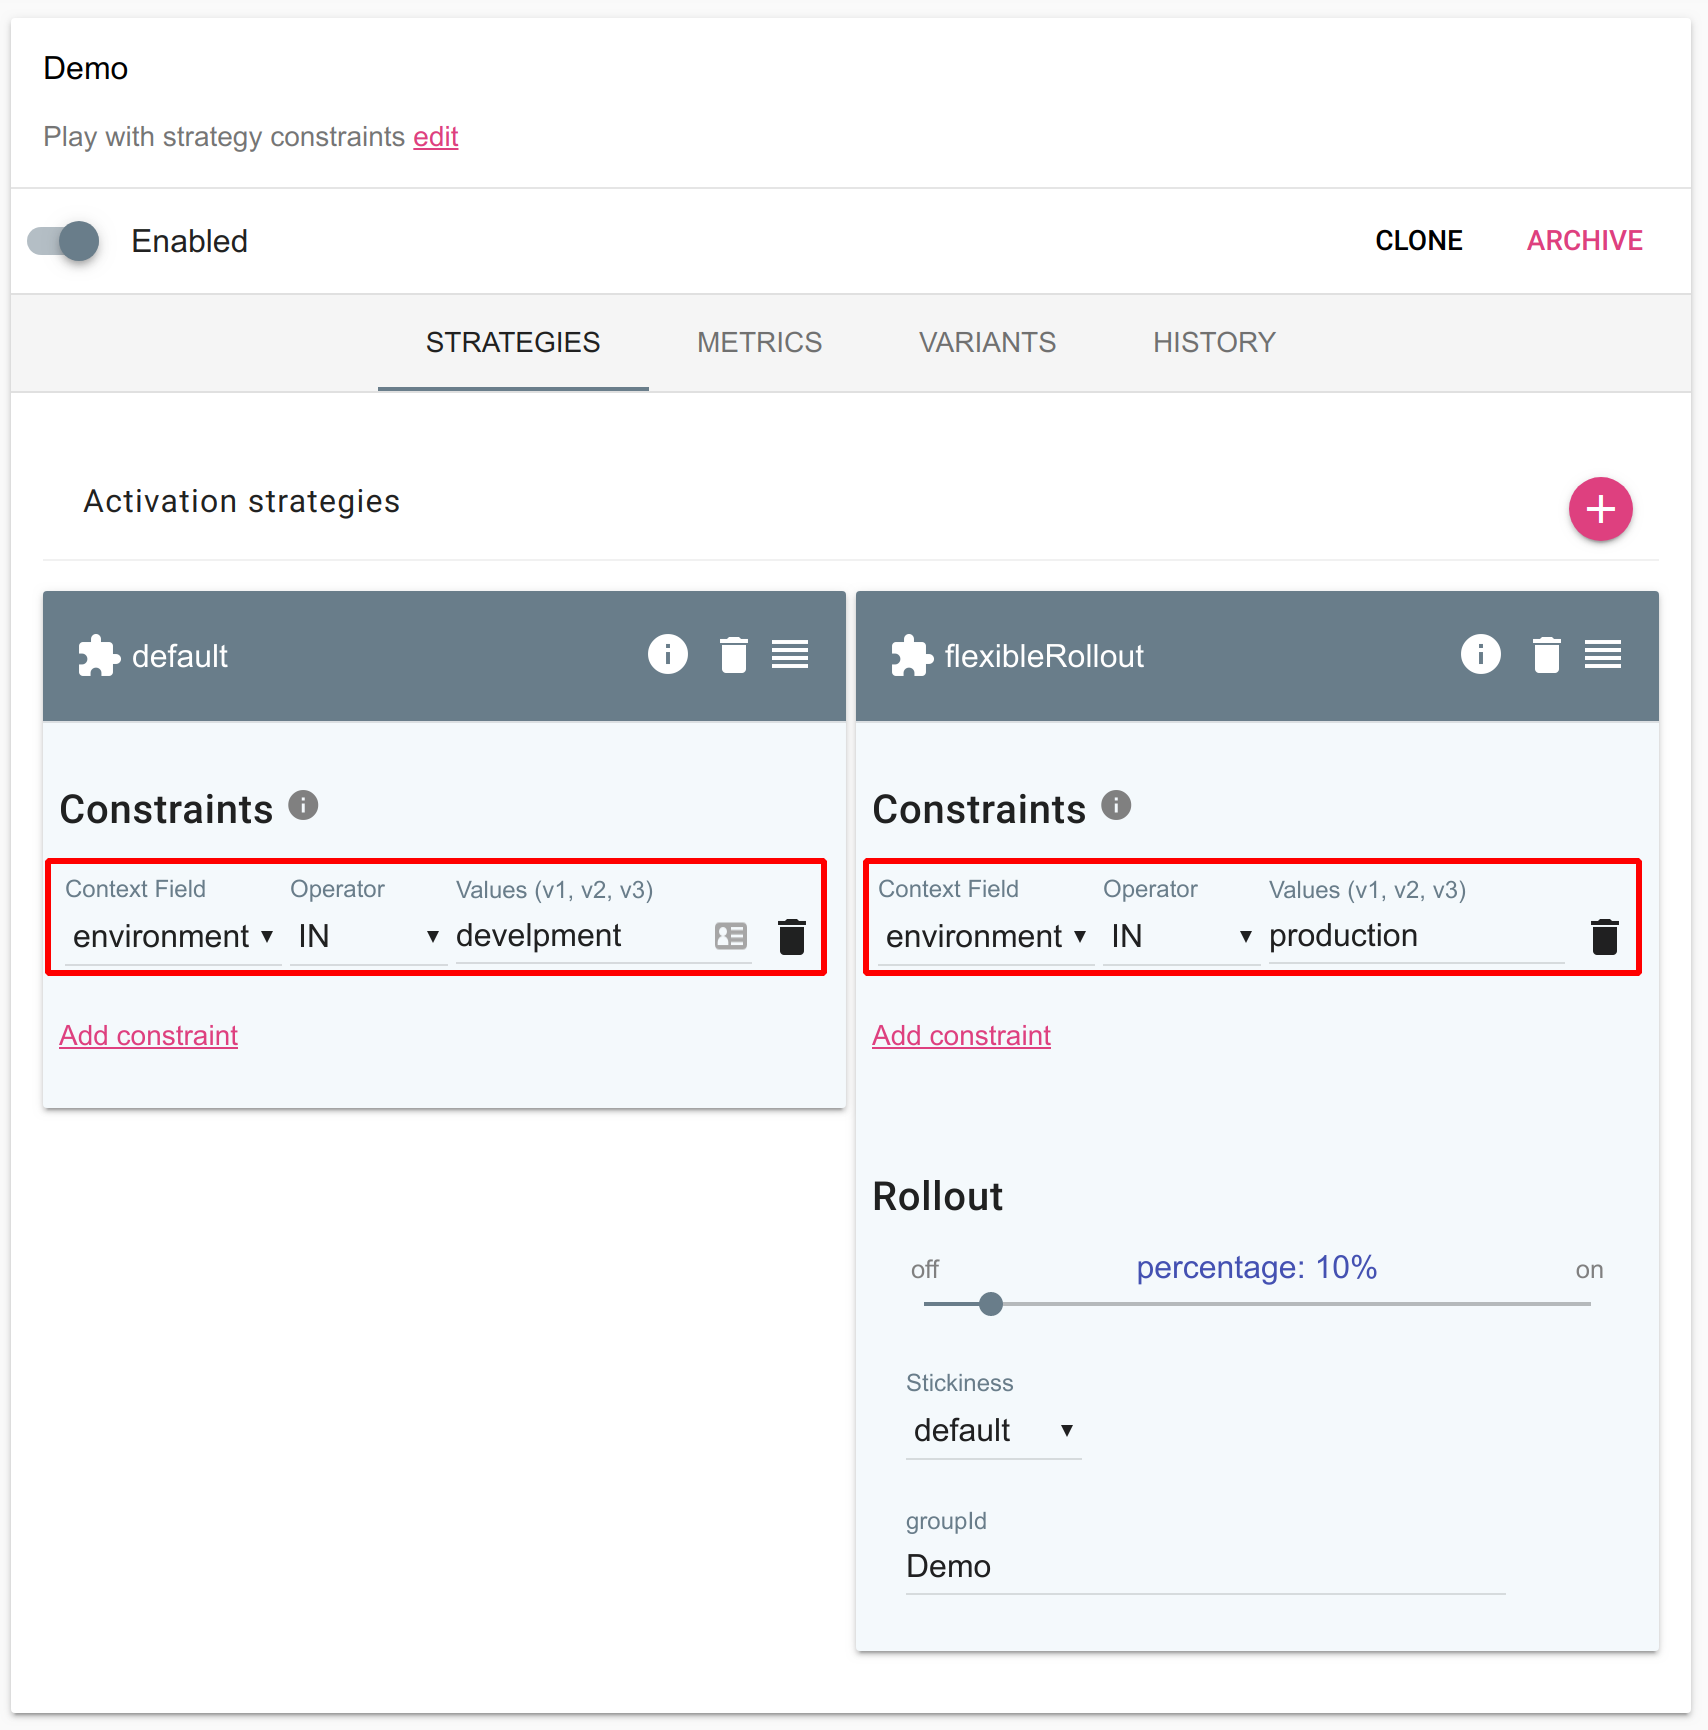 Demo
Play with strategy constraints edit
Enabled
CLONE
ARCHIVE
STRATEGIES
METRICS
VARIANTS
HISTORY
Activation strategies
default
Constraints
Context Field
Operator
Values (v1, v2, v3)
environment
IN
develpment
Add constraint
flexibleRollout
Constraints
Context Field
Operator
Values (v1, v2, v3)
environment
IN
production
Add constraint
Rollout
off
percentage: 10%
on
Stickiness
default
groupId
Demo